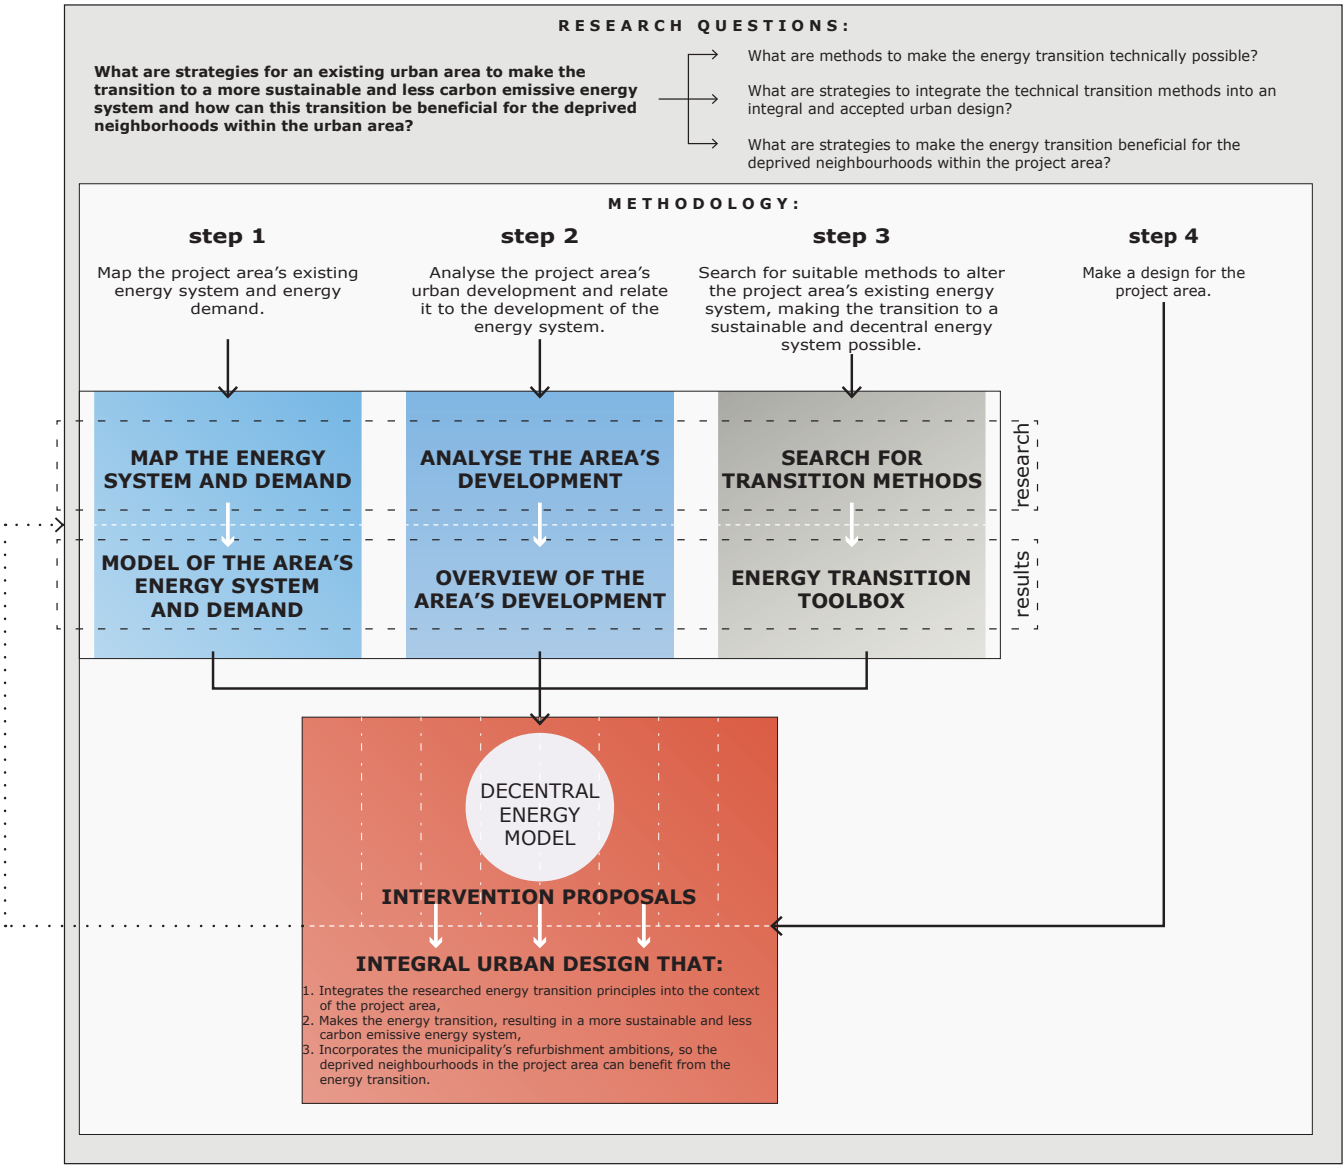 RESEARCH QUESTIONS:
What are strategies for an existing urban area to make the
transition to a more sustainable and less carbon emissive energy
system and how can this transition be beneficial for the deprived
neighborhoods within the urban area?
What are methods to make the energy transition technically possible?
What are strategies to integrate the technical transition methods into an
integral and accepted urban design?
What are strategies to make the energy transition beneficial for the
deprived neighbourhoods within the project area?
METHODOLOGY:
step 1
Map the project area’s existing
energy system and energy
demand.
step 2
Analyse the project area’s
urban development and relate
it to the development of the
energy system.
step 3
Search for suitable methods to alter
the project area’s existing energy
system, making the transition to a
sustainable and decentral energy
system possible.
step 4
Make a design for the
project area.
MAP THE ENERGY
SYSTEM AND DEMAND
ANALYSE THE AREA’S
DEVELOPMENT
SEARCH FOR
TRANSITION METHODS
research
MODEL OF THE AREA’S
ENERGY SYSTEM
AND DEMAND
OVERVIEW OF THE
AREA’S DEVELOPMENT
ENERGY TRANSITION
TOOLBOX
results
DECENTRAL
ENERGY
MODEL
INTERVENTION PROPOSALS
INTEGRAL URBAN DESIGN THAT:
1. Integrates the researched energy transition principles into the context
of the project area,
2. Makes the energy transition, resulting in a more sustainable and less
carbon emissive energy system,
3. Incorporates the municipality’s refurbishment ambitions, so the
deprived neighbourhoods in the project area can benefit from the
energy transition.